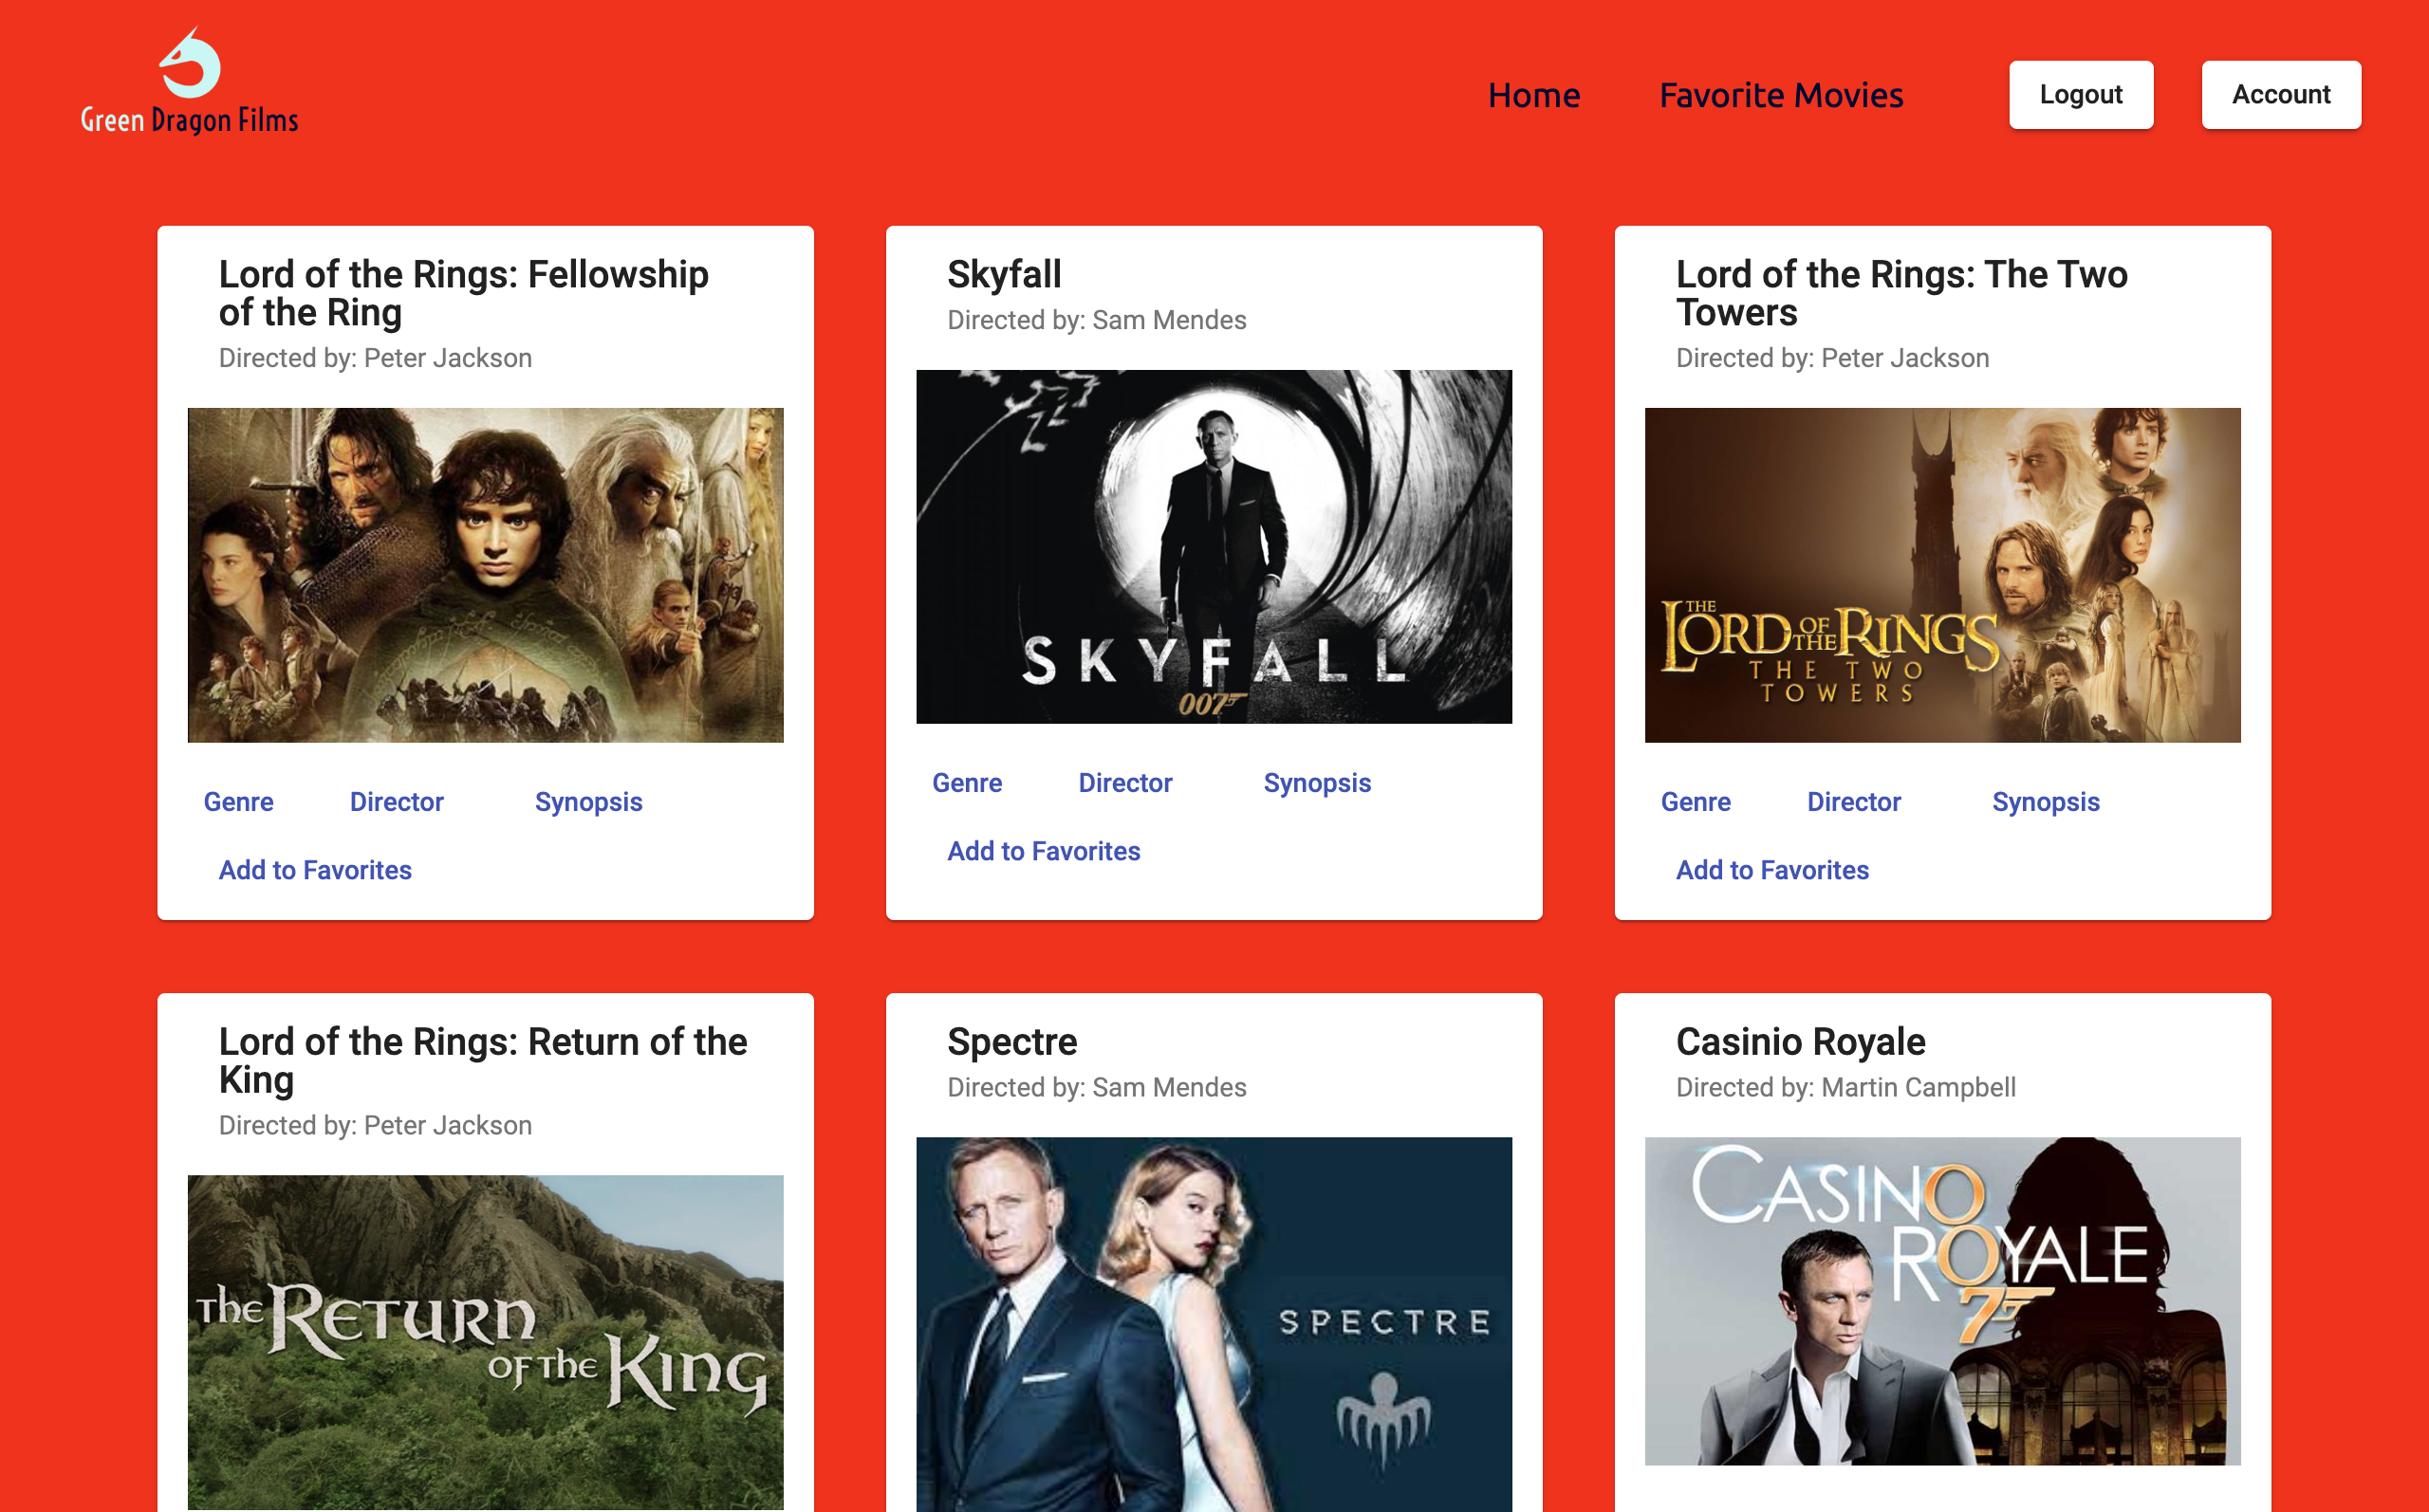 Green Dragon Films
Home
Favorite Movies
Logout
Account
Lord of the Rings: Fellowship
of the Ring
Directed by: Peter Jackson
Genre
Director
Synopsis
Add to Favorites
Skyfall
Directed by: Sam Mendes
SKYFALL
007
Genre
Director
Synopsis
Add to Favorites
Lord of the Rings: The Two
Towers
Directed by: Peter Jackson
THE
LORD OF THE RINGS
THE TWO
TOWERS
Genre
Director
Synopsis
Add to Favorites
Lord of the Rings: Return of the
King
Directed by: Peter Jackson
The Return
of the King
Spectre
Directed by: Sam Mendes
SPECTRE
Casinio Royale
Directed by: Martin Campbell
CASINO
ROYALE
7